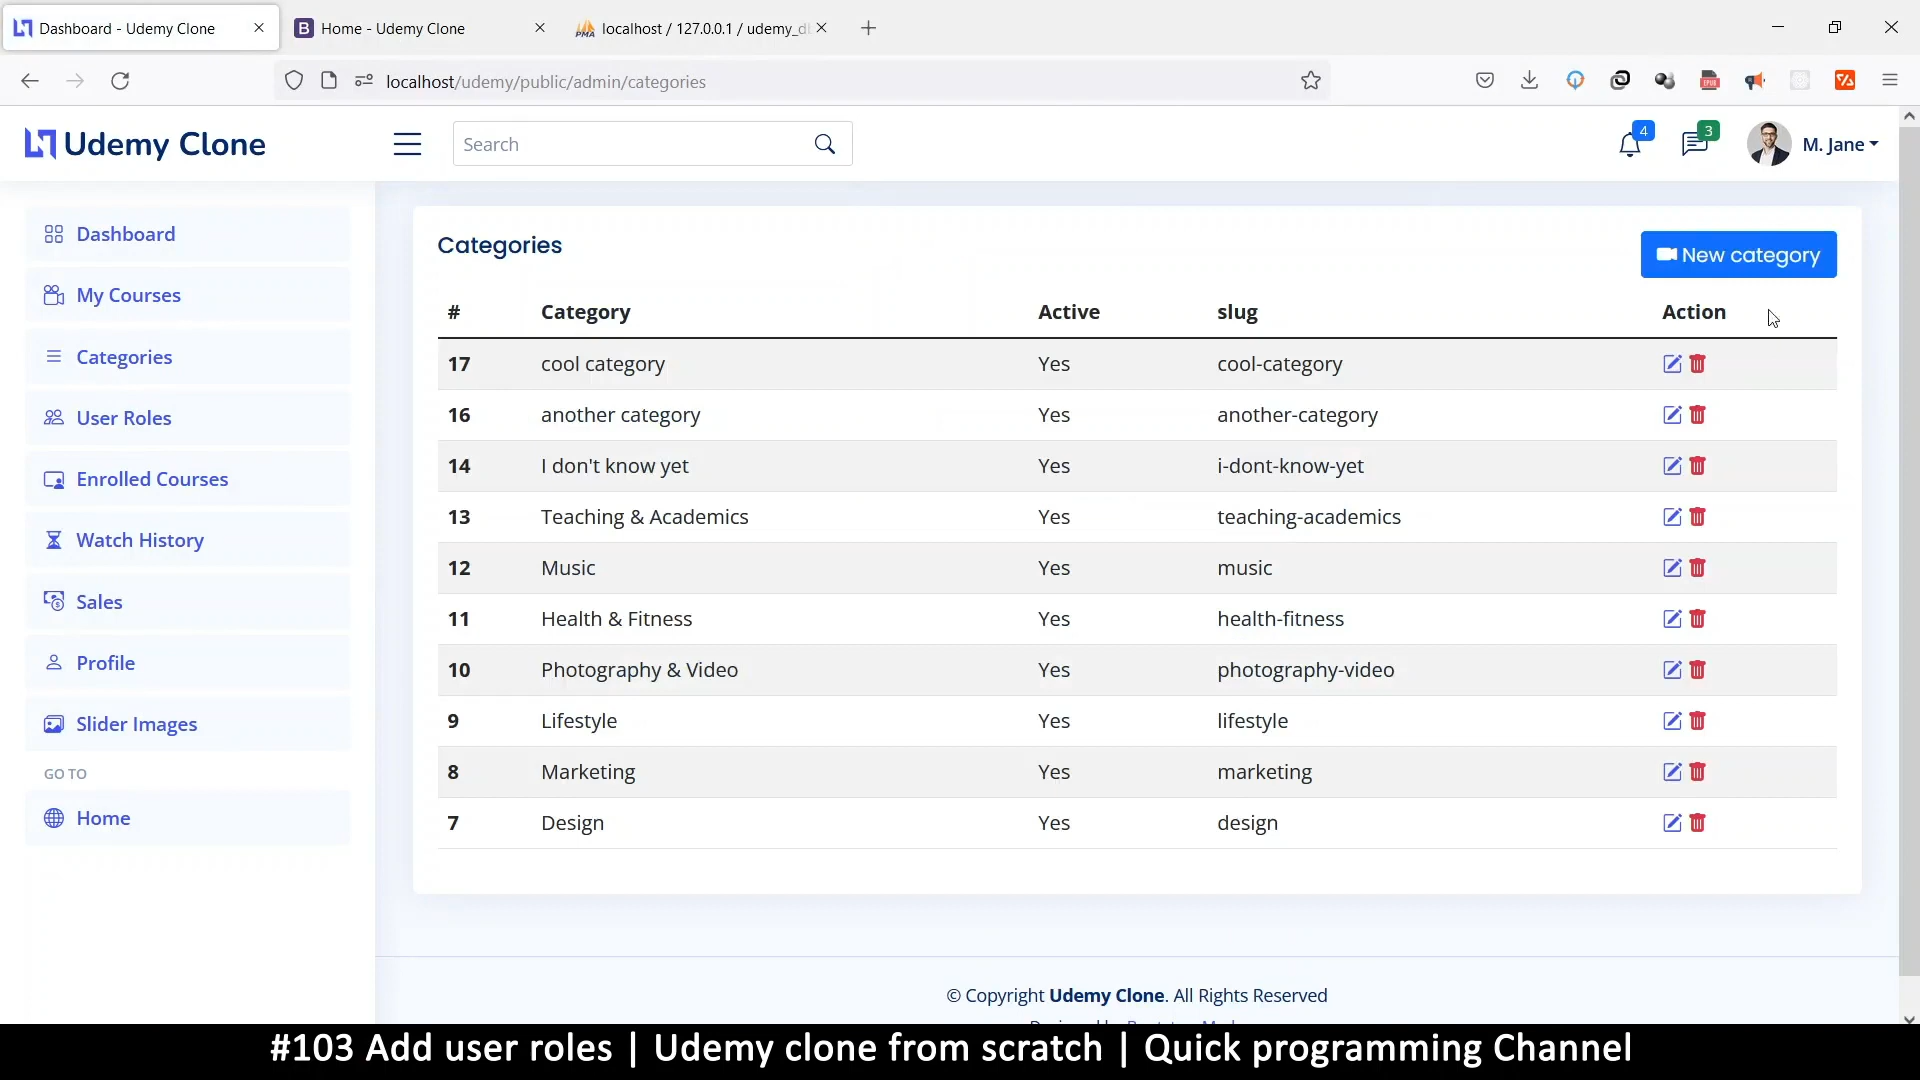 Dashboard - Udemy Clone
Home - Udemy Clone
localhost / 127.0.0.1 / udemy_d
localhost/udemy/public/admin/categories
Udemy Clone
Search
4
3
M. Jane
Dashboard
My Courses
Categories
User Roles
Enrolled Courses
Watch History
Sales
Profile
Slider Images
GO TO
Home
Categories
New category
# Category Active slug Action
17 cool category Yes cool-category
16 another category Yes another-category
14 I don't know yet Yes i-dont-know-yet
13 Teaching & Academics Yes teaching-academics
12 Music Yes music
11 Health & Fitness Yes health-fitness
10 Photography & Video Yes photography-video
9 Lifestyle Yes lifestyle
8 Marketing Yes marketing
7 Design Yes design
© Copyright Udemy Clone. All Rights Reserved
#103 Add user roles | Udemy clone from scratch | Quick programming Channel